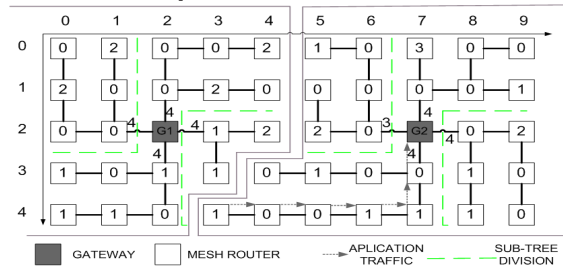 0 1 2 3 4 5 6 7 8 9
0 0 2 0 0 2 1 0 3 0 0
1 2 0 0 2 0 0 0 0 0 1
4 4
2 0 0 4 G1 4 1 2 2 0 3 G2 4 0 2
4 4
3 1 0 1 1 0 1 0 0 1 0
4 1 1 0 1 0 0 1 1 1 0
GATEWAY MESH ROUTER APLICATION TRAFFIC SUB-TREE DIVISION